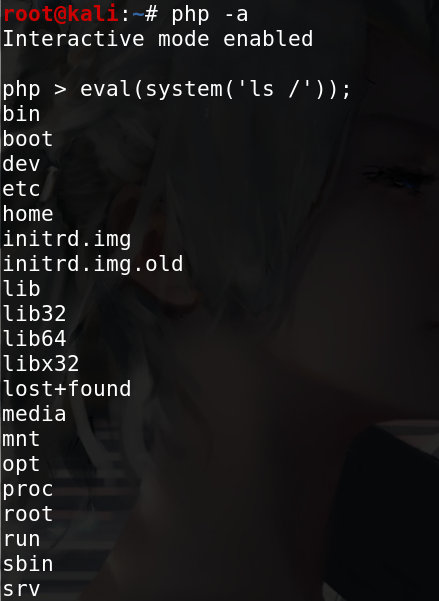 root@kali:~# php -a
Interactive mode enabled

php > eval(system('ls /'));
bin
boot
dev
etc
home
initrd.img
initrd.img.old
lib
lib32
lib64
libx32
lost+found
media
mnt
opt
proc
root
run
sbin
srv